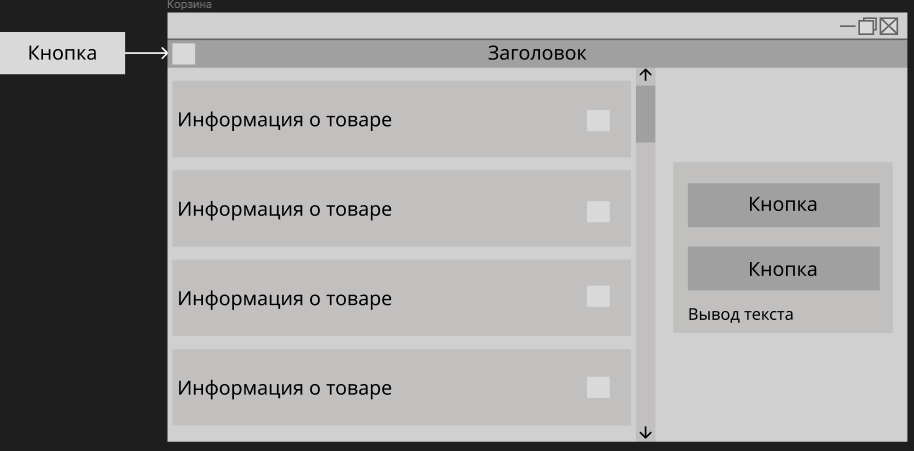 Корзина
Кнопка
Заголовок
Информация о товаре
Информация о товаре
Информация о товаре
Информация о товаре
Кнопка
Кнопка
Вывод текста